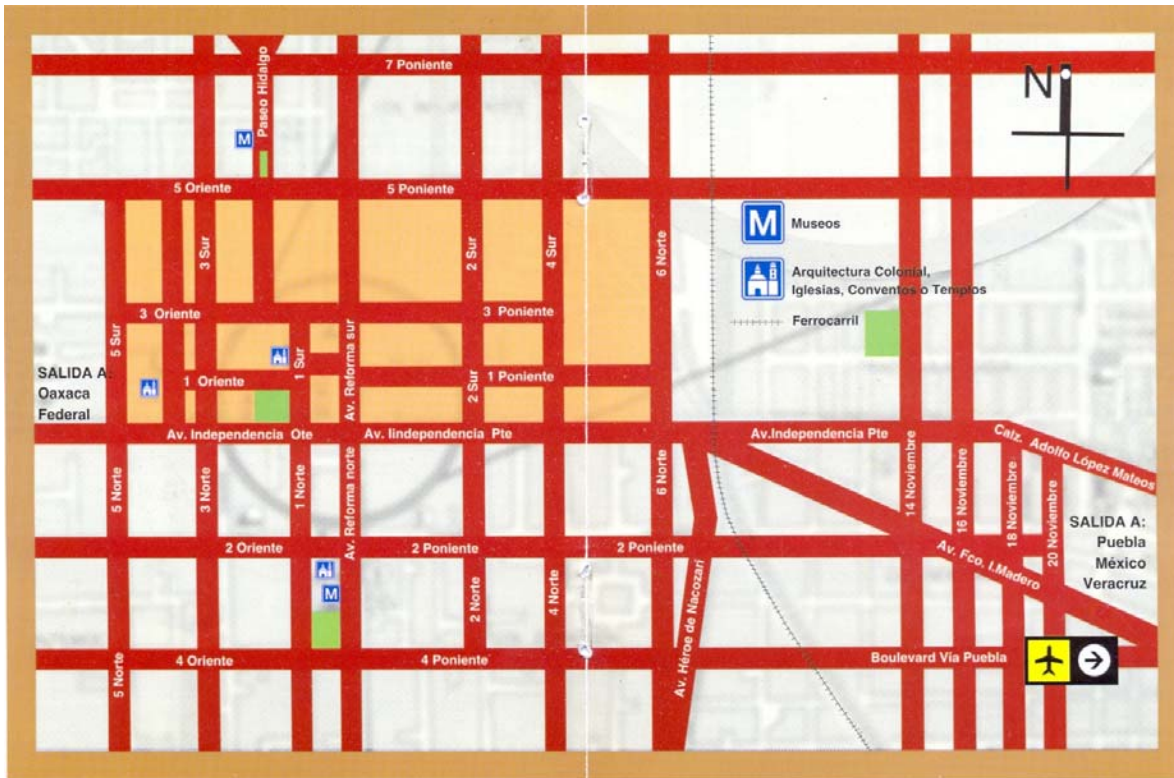 7 Poniente
N
Paseo Hidalgo
M
5 Oriente
5 Poniente
M
Museos
3 Sur
2 Sur
4 Sur
6 Norte
Arquitectura Colonial,
Iglesias, Conventos o Templos
3 Oriente
3 Poniente
Ferrocarril
5 Sur
1 Sur
Av. Reforma sur
SALIDA A:
Oaxaca
Federal
1 Oriente
1 Poniente
2 Sur
Av. Independencia Ote
Av. Iindependencia Pte
Av.Independencia Pte
Calz. Adolfo López Mateos
5 Norte
3 Norte
1 Norte
Av. Reforma norte
6 Norte
14 Noviembre
16 Noviembre
18 Noviembre
20 Noviembre
SALIDA A:
Puebla
México
Veracruz
2 Oriente
2 Poniente
2 Poniente
Av. Fco. I.Madero
M
2 Norte
4 Norte
Av. Héroe de Nacozari
4 Oriente
4 Poniente
Boulevard Vía Puebla
5 Norte